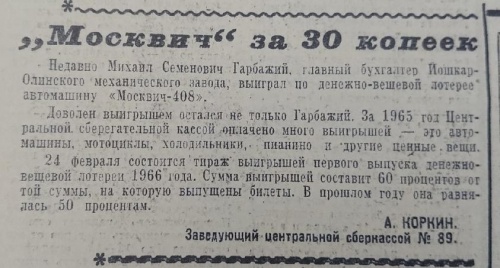 „Москвич“ за 30 копеек
Недавно Михаил Семенович Гарбажий, главный бухгалтер Йошкар-
Олинского механического завода, выиграл по денежно-вещевой лотерее
автомашину «Москвич-408».
Доволен выигрышем остался не только Гарбажий. За 1965 год Цент-
ральной сберегательной кассой оплачено много выигрышей — это авто-
машины, мотоциклы, холодильники, пианино и другие ценные вещи.
24 февраля состоится тираж выигрышей первого выпуска денежно-
вещевой лотереи 1966 года. Сумма выигрышей составит 60 процентов от
той суммы, на которую выпущены билеты. В прошлом году она равня-
лась 50 процентам.
А. КОРКИН.
Заведующий центральной сберкассой № 89.